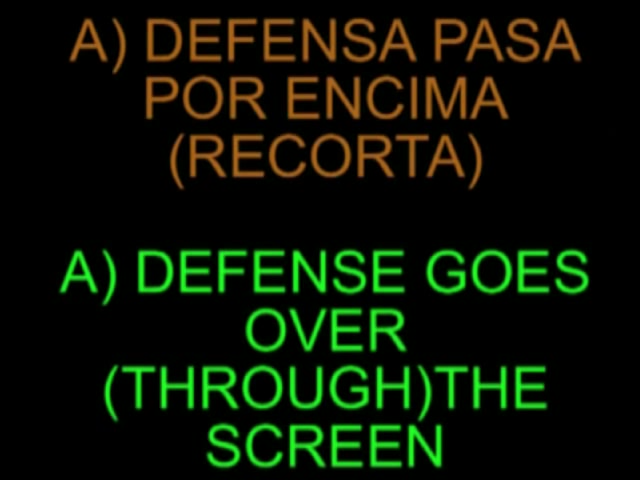 A) DEFENSA PASA
POR ENCIMA
(RECORTA)
A) DEFENSE GOES
OVER
(THROUGH)THE
SCREEN